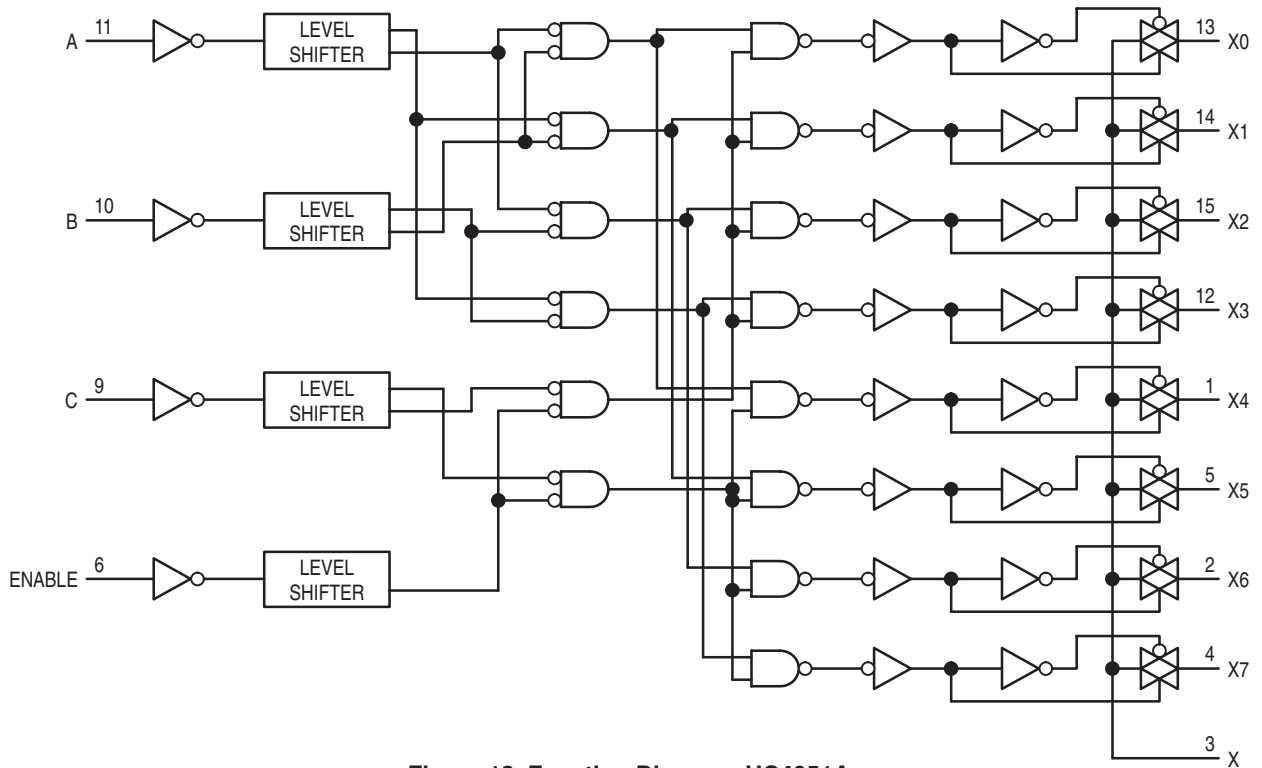 A 11 LEVEL SHIFTER 13 X0
14 X1
B 10 LEVEL SHIFTER 15 X2
12 X3
C 9 LEVEL SHIFTER 1 X4
5 X5
ENABLE 6 LEVEL SHIFTER 2 X6
4 X7
3 X